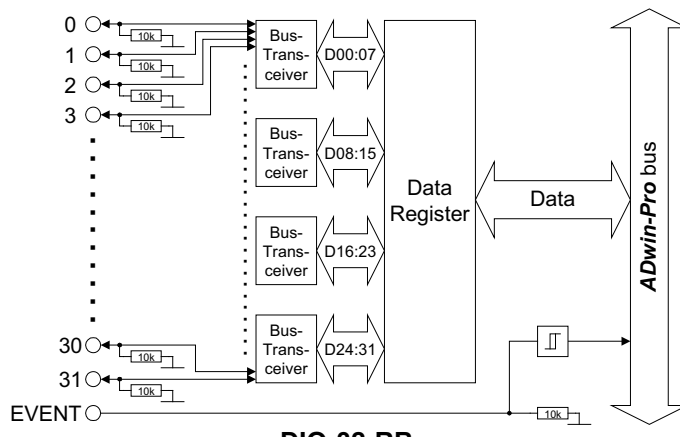 0
10k
1
10k
2
10k
3
10k
Bus-
Trans-
ceiver
D00:07
Bus-
Trans-
ceiver
D08:15
Bus-
Trans-
ceiver
D16:23
Bus-
Trans-
ceiver
D24:31
Data
Register
Data
ADwin-Pro bus
30
10k
31
10k
EVENT
10k